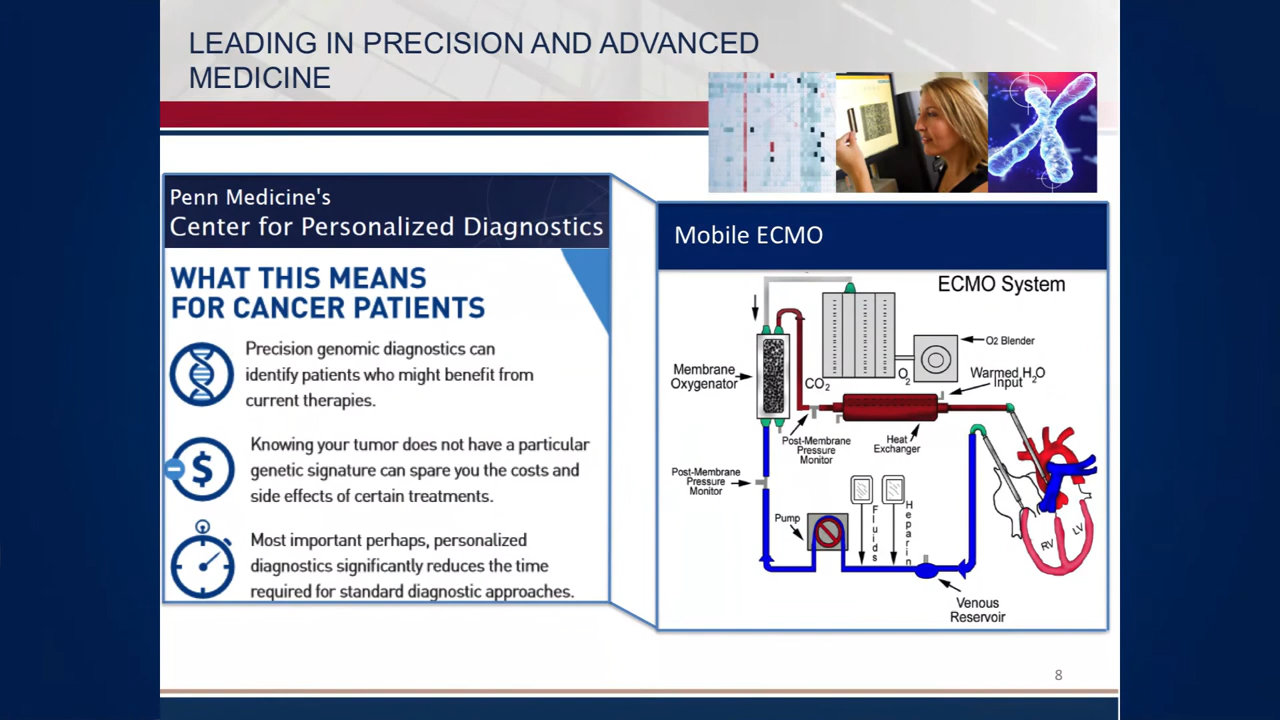 LEADING IN PRECISION AND ADVANCED
MEDICINE
Penn Medicine's
Center for Personalized Diagnostics
WHAT THIS MEANS
FOR CANCER PATIENTS
Precision genomic diagnostics can
identify patients who might benefit from
current therapies.
Knowing your tumor does not have a particular
genetic signature can spare you the costs and
side effects of certain treatments.
Most important perhaps, personalized
diagnostics significantly reduces the time
required for standard diagnostic approaches.
$
Mobile ECMO
ECMO System
O2 Blender
Membrane
Oxygenator
CO2
O2
Warmed H2O
Input
Post-Membrane
Pressure
Monitor
Heat
Exchanger
Post-Membrane
Pressure
Monitor
Pump
Fluids
Heparin
RV
LV
Venous
Reservoir
8